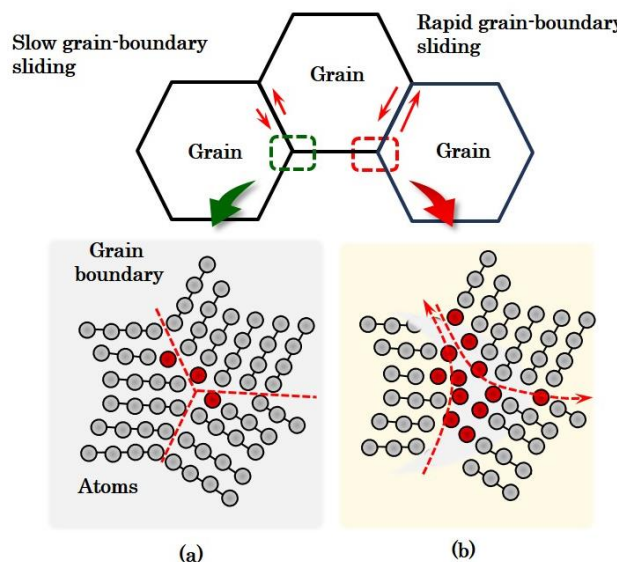 Slow grain-boundary
sliding
Rapid grain-boundary
sliding
Grain
Grain
Grain
Grain
boundary
Atoms
(a)
(b)